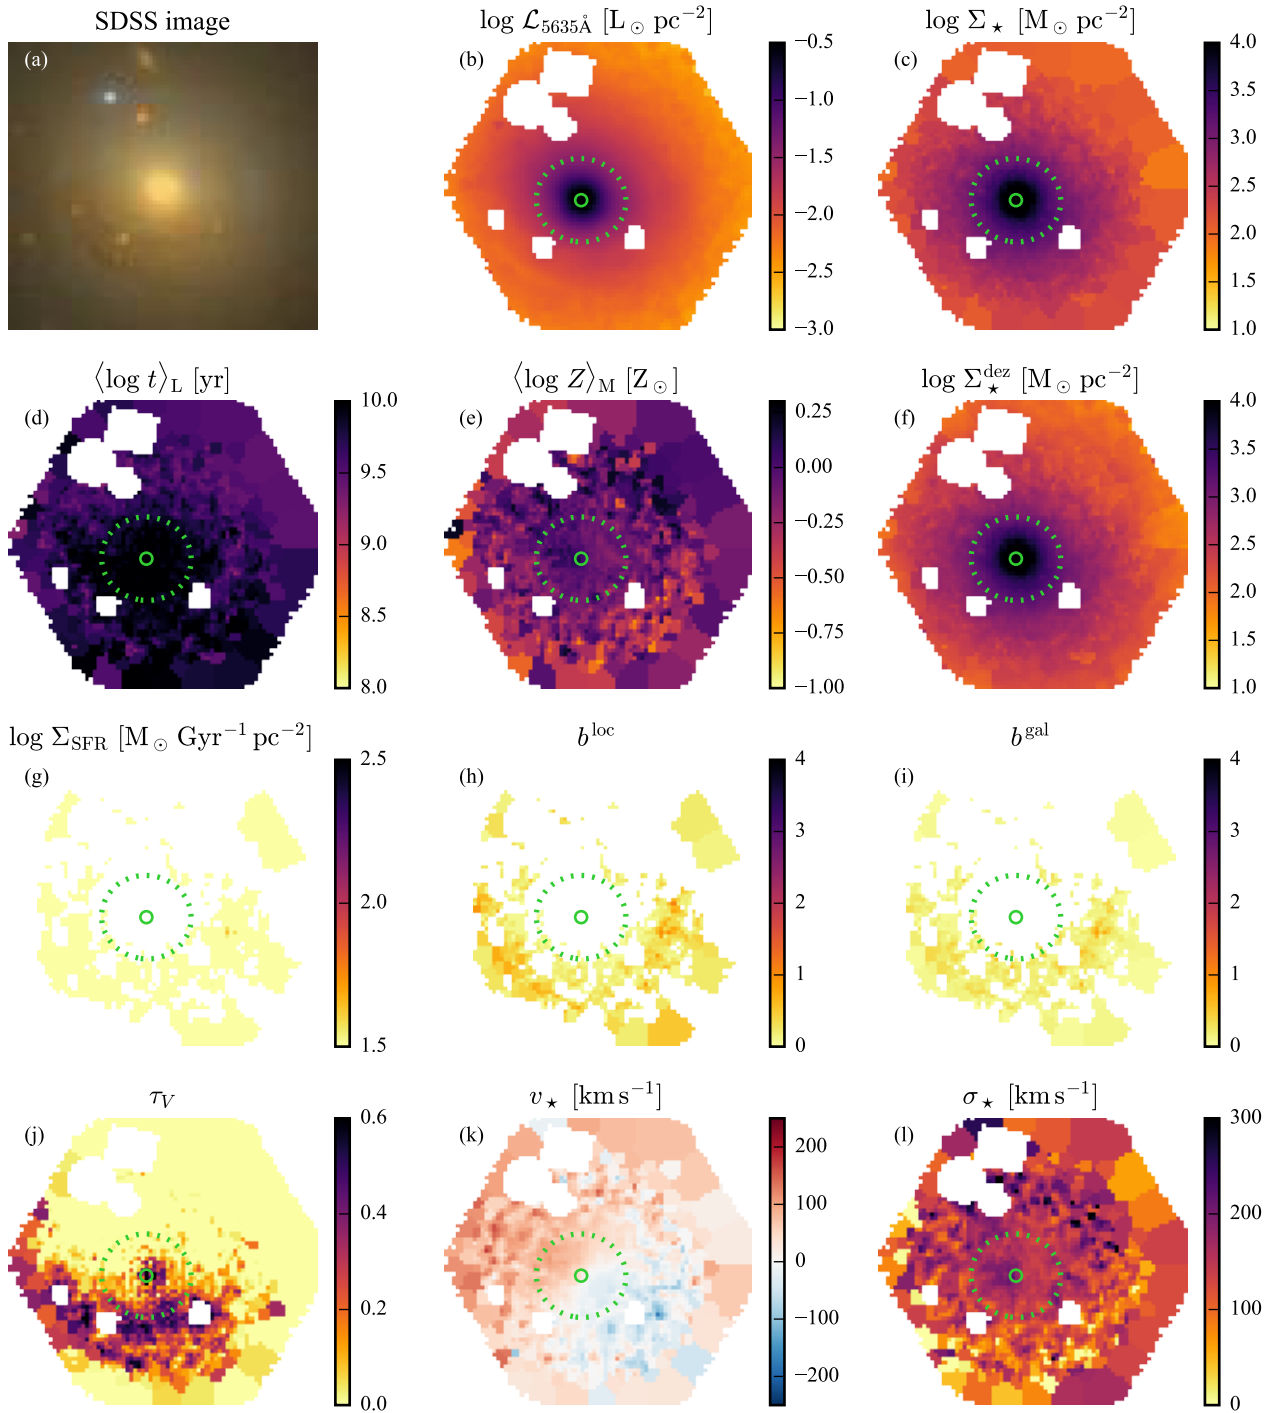 SDSS image
(a)
log ℒ₅₆₃₅Å [L⊙ pc⁻²]
(b)
−0.5
−1.0
−1.5
−2.0
−2.5
−3.0
log Σ⋆ [M⊙ pc⁻²]
(c)
4.0
3.5
3.0
2.5
2.0
1.5
1.0
⟨log t⟩L [yr]
(d)
10.0
9.5
9.0
8.5
8.0
⟨log Z⟩M [Z⊙]
(e)
0.25
0.00
−0.25
−0.50
−0.75
−1.00
log Σ⋆^dez [M⊙ pc⁻²]
(f)
4.0
3.5
3.0
2.5
2.0
1.5
1.0
log ΣSFR [M⊙ Gyr⁻¹ pc⁻²]
(g)
2.5
2.0
1.5
b^loc
(h)
4
3
2
1
0
b^gal
(i)
4
3
2
1
0
τV
(j)
0.6
0.4
0.2
0.0
v⋆ [km s⁻¹]
(k)
200
100
0
−100
−200
σ⋆ [km s⁻¹]
(l)
300
200
100
0